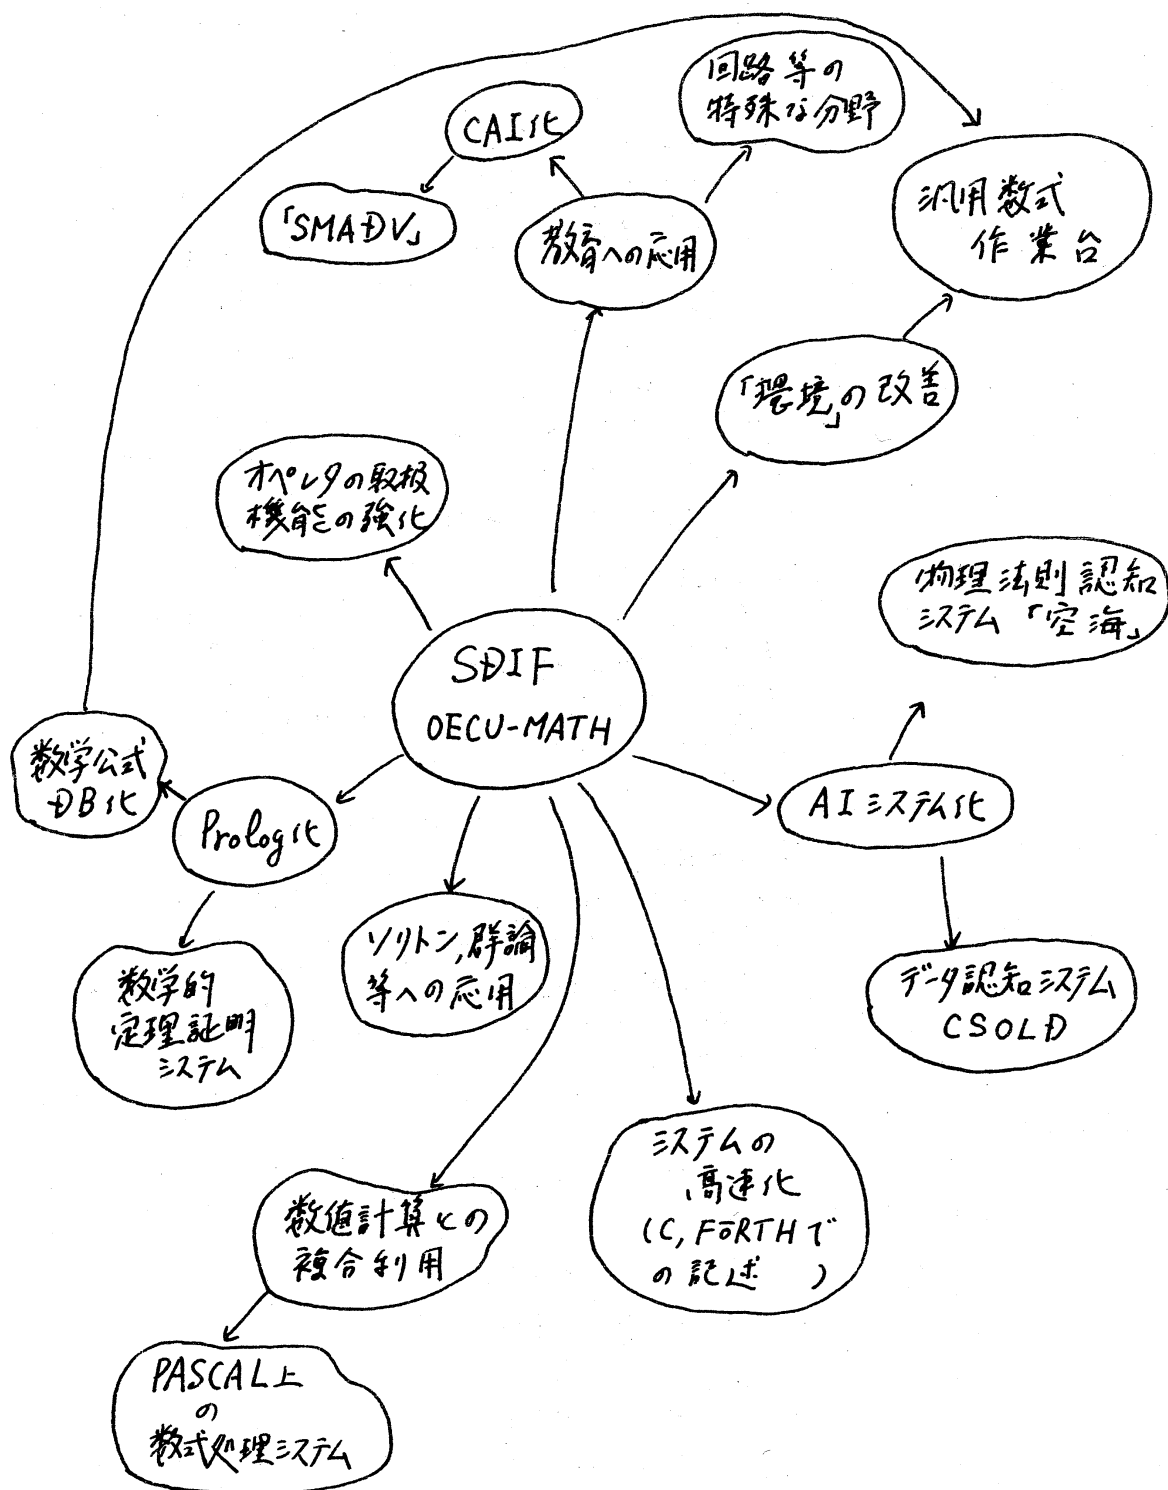 回路等の
特殊な分野
CAI化
「SMADV」
教育への応用
汎用数式
作業台
「環境」の改善
オペレタの取扱
機能の強化
物理法則認知
システム「空海」
SDIF
OECU-MATH
数学公式
DB化
Prolog化
AIシステム化
ソリトン,群論
等への応用
データ認知システム
CSOLD
数学的
定理証明
システム
システムの
高速化
(C, FORTHで
の記述 )
数値計算との
複合利用
PASCAL上
の
数式処理システム